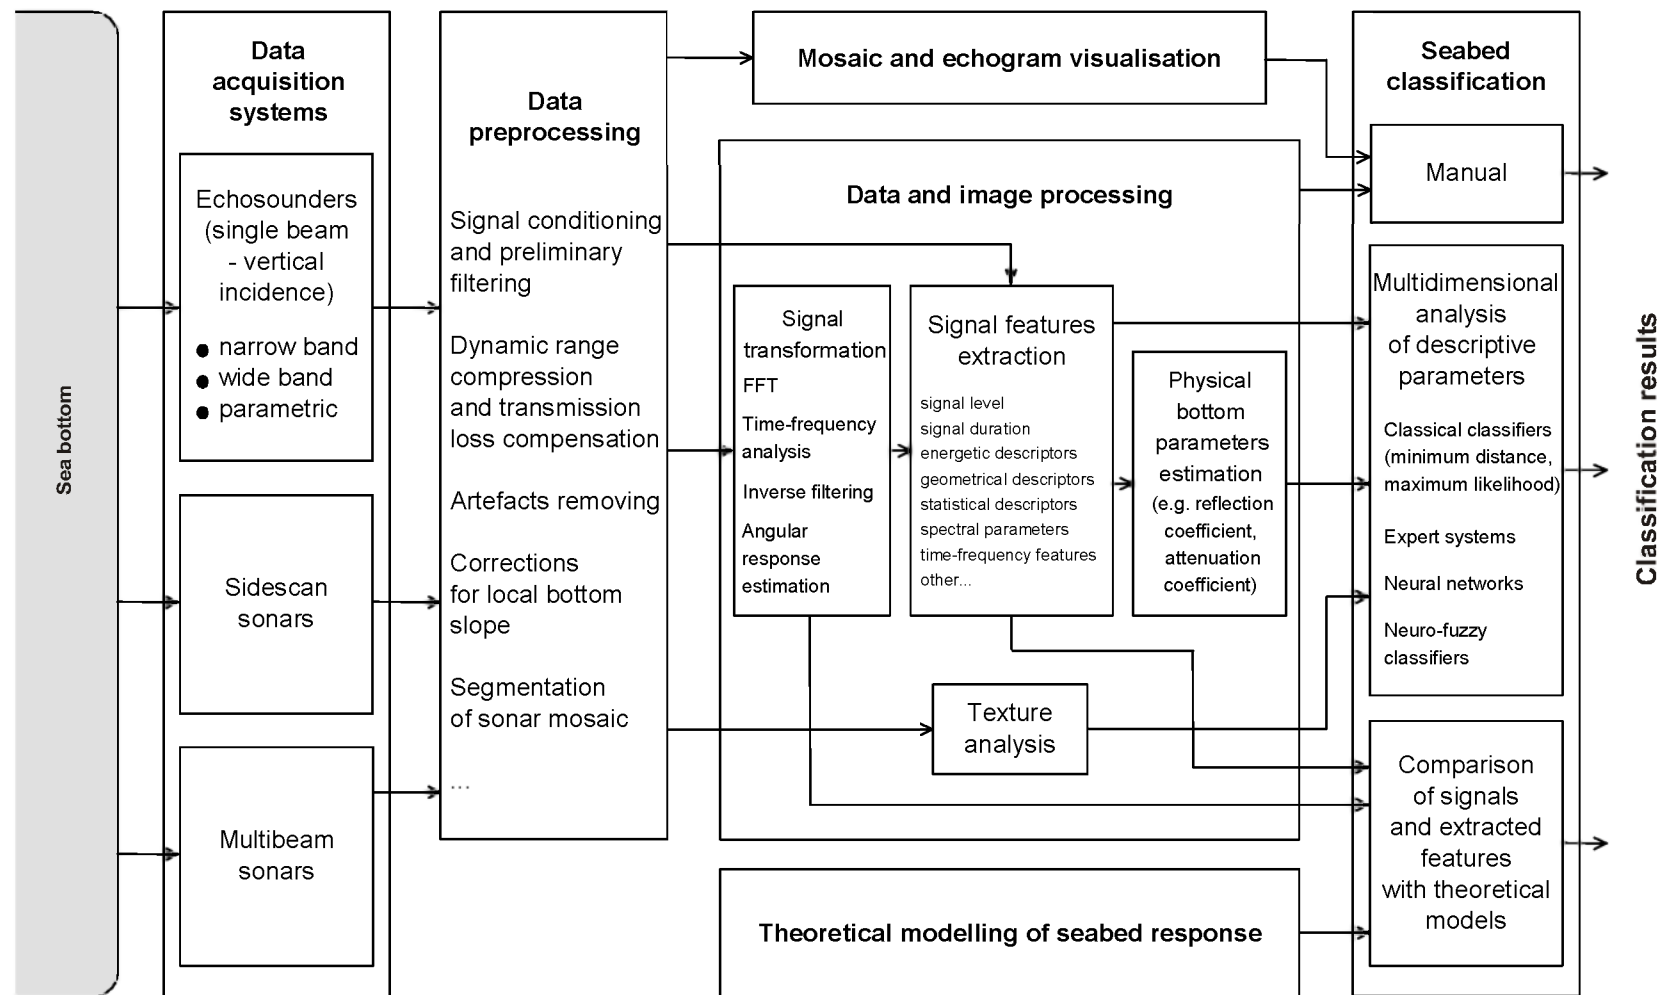 Sea bottom
Data
acquisition
systems
Echosounders
(single beam
- vertical
incidence)
● narrow band
● wide band
● parametric
Sidescan
sonars
Multibeam
sonars
Data
preprocessing
Signal conditioning
and preliminary
filtering
Dynamic range
compression
and transmission
loss compensation
Artefacts removing
Corrections
for local bottom
slope
Segmentation
of sonar mosaic
...
Mosaic and echogram visualisation
Data and image processing
Signal
transformation
FFT
Time-frequency
analysis
Inverse filtering
Angular
response
estimation
Signal features
extraction
signal level
signal duration
energetic descriptors
geometrical descriptors
statistical descriptors
spectral parameters
time-frequency features
other...
Physical
bottom
parameters
estimation
(e.g. reflection
coefficient,
attenuation
coefficient)
Texture
analysis
Theoretical modelling of seabed response
Seabed
classification
Manual
Multidimensional
analysis
of descriptive
parameters
Classical classifiers
(minimum distance,
maximum likelihood)
Expert systems
Neural networks
Neuro-fuzzy
classifiers
Comparison
of signals
and extracted
features
with theoretical
models
Classification results